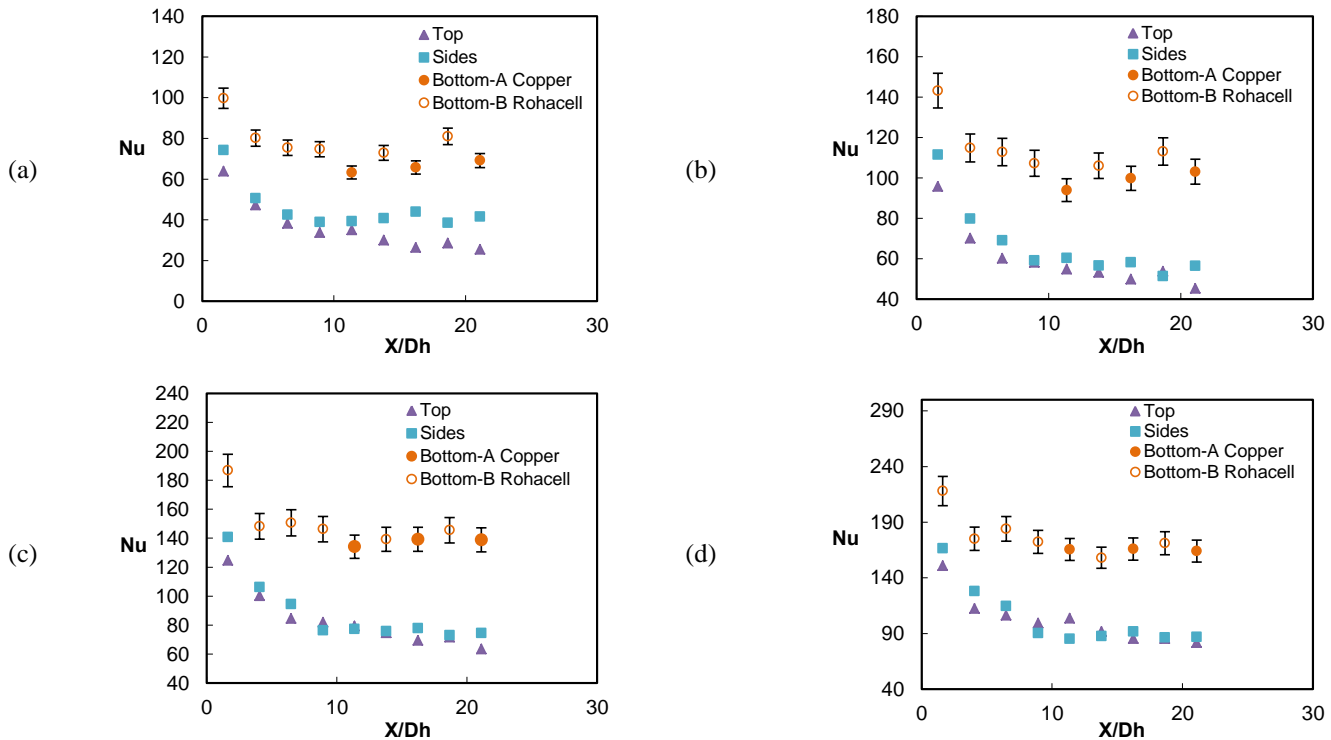 (a)
140
120
100
80
60
40
20
0
Nu
0 10 20 30
X/Dh
Top
Sides
Bottom-A Copper
Bottom-B Rohacell
(b)
180
160
140
120
100
80
60
40
Nu
0 10 20 30
X/Dh
Top
Sides
Bottom-A Copper
Bottom-B Rohacell
(c)
240
220
200
180
160
140
120
100
80
60
40
Nu
0 10 20 30
X/Dh
Top
Sides
Bottom-A Copper
Bottom-B Rohacell
(d)
290
240
190
140
90
40
Nu
0 10 20 30
X/Dh
Top
Sides
Bottom-A Copper
Bottom-B Rohacell